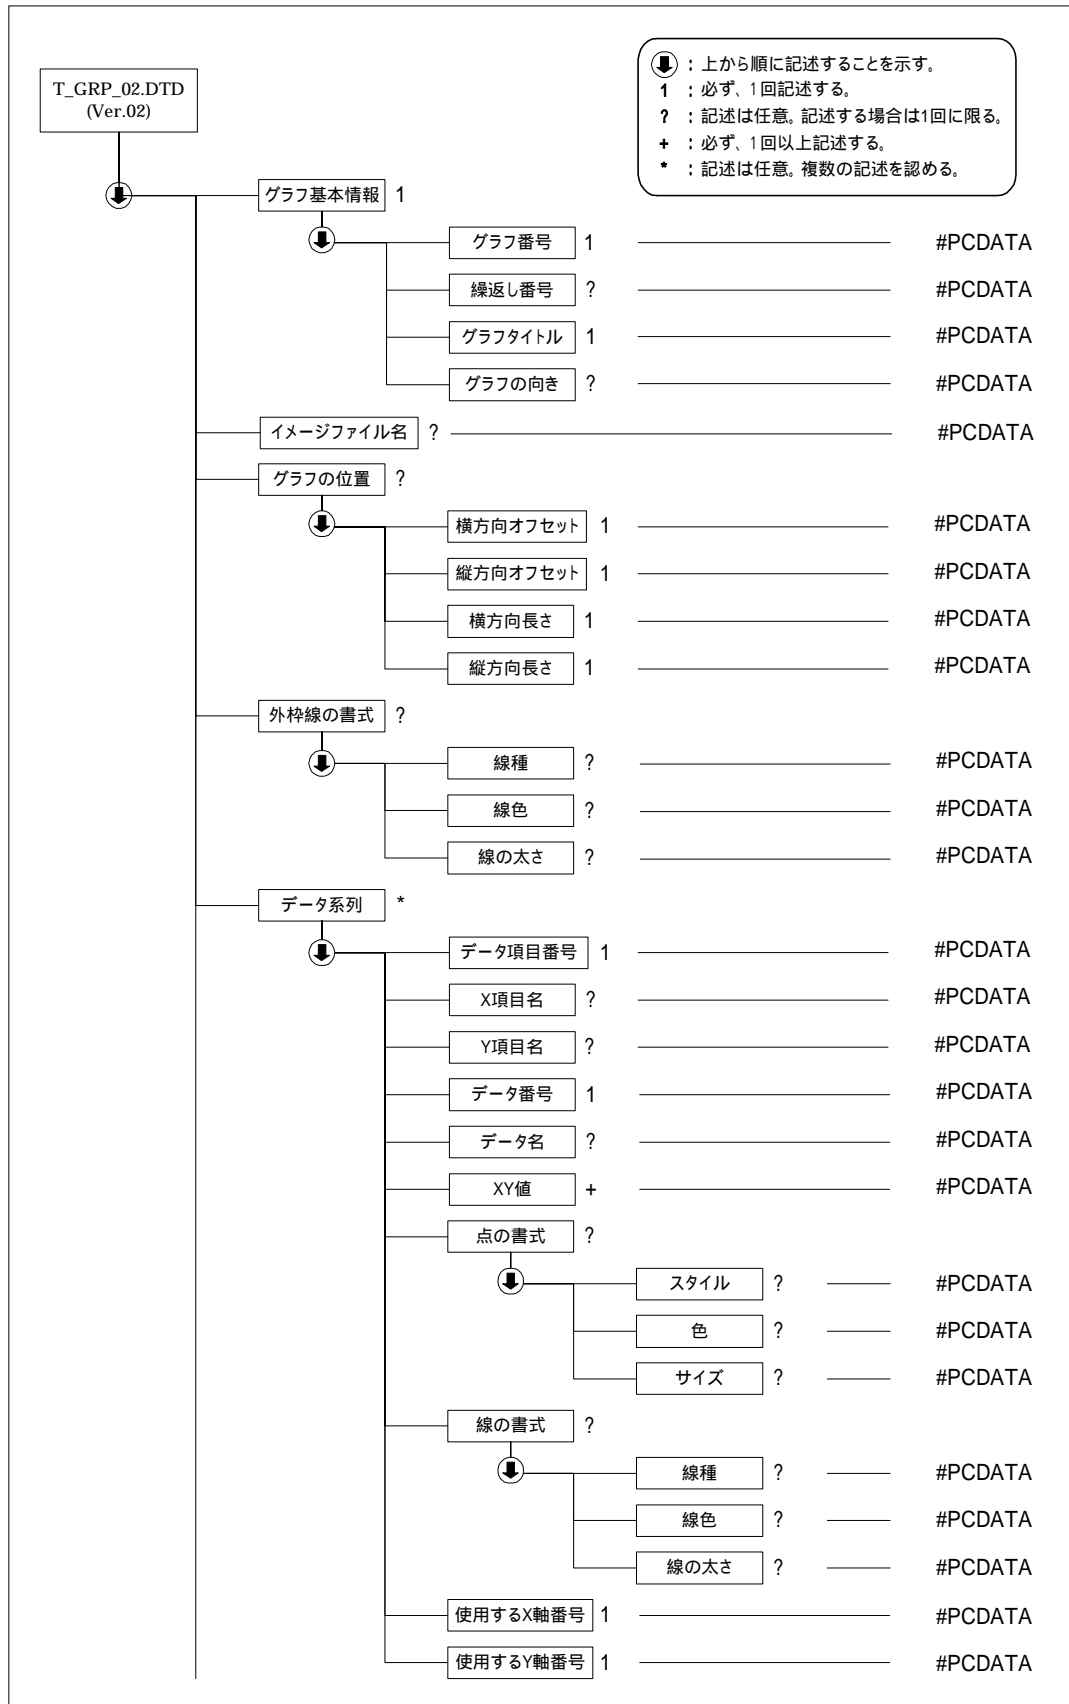 T_GRP_02.DTD
(Ver.02)
: 上から順に記述することを示す。
1 : 必ず、1回記述する。
? : 記述は任意。記述する場合は1回に限る。
+ : 必ず、1回以上記述する。
* : 記述は任意。複数の記述を認める。
グラフ基本情報 1
グラフ番号 1 #PCDATA
繰返し番号 ? #PCDATA
グラフタイトル 1 #PCDATA
グラフの向き ? #PCDATA
イメージファイル名 ? #PCDATA
グラフの位置 ?
横方向オフセット 1 #PCDATA
縦方向オフセット 1 #PCDATA
横方向長さ 1 #PCDATA
縦方向長さ 1 #PCDATA
外枠線の書式 ?
線種 ? #PCDATA
線色 ? #PCDATA
線の太さ ? #PCDATA
データ系列 *
データ項目番号 1 #PCDATA
X項目名 ? #PCDATA
Y項目名 ? #PCDATA
データ番号 1 #PCDATA
データ名 ? #PCDATA
XY値 + #PCDATA
点の書式 ?
スタイル ? #PCDATA
色 ? #PCDATA
サイズ ? #PCDATA
線の書式 ?
線種 ? #PCDATA
線色 ? #PCDATA
線の太さ ? #PCDATA
使用するX軸番号 1 #PCDATA
使用するY軸番号 1 #PCDATA